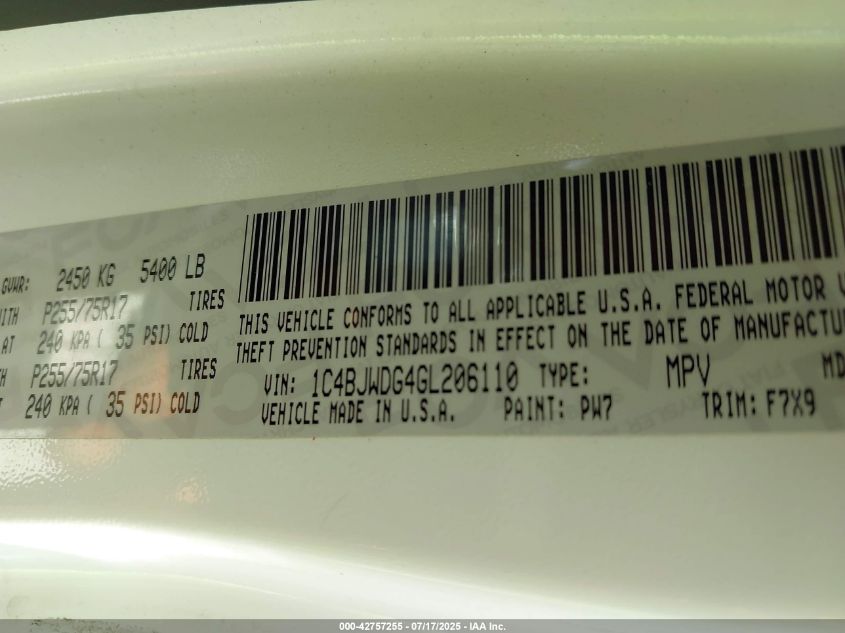 GVWR: 2450 KG 5400 LB
WITH P255/75R17 TIRES
AT 240 KPA ( 35 PSI) COLD
P255/75R17 TIRES
240 KPA ( 35 PSI) COLD
THIS VEHICLE CONFORMS TO ALL APPLICABLE U.S.A. FEDERAL MOTOR V
THEFT PREVENTION STANDARDS IN EFFECT ON THE DATE OF MANUFACTU
VIN: 1C4BJWDG4GL206110 TYPE: MPV MD
VEHICLE MADE IN U.S.A. PAINT: PW7 TRIM: F7X9
000-42757255 - 07/17/2025 - IAA Inc.